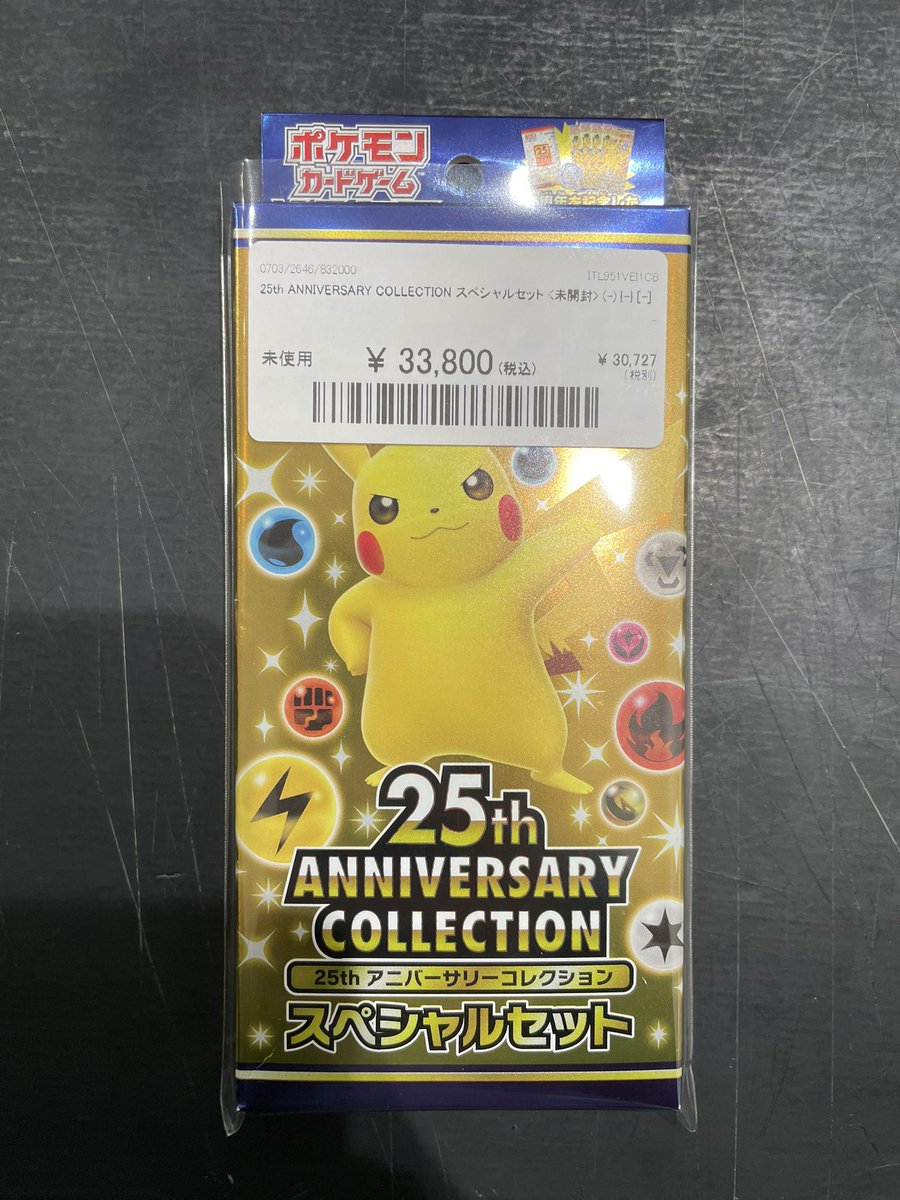 ポケモン
カードゲーム
0703/2646/832000
ITL951VEI1C8
25th ANNIVERSARY COLLECTION スペシャルセット <未開封> (-) {-} [-]
未使用 ¥ 33,800(税込) ¥ 30,727
(税別)
25th
ANNIVERSARY
COLLECTION
25th アニバーサリーコレクション
スペシャルセット